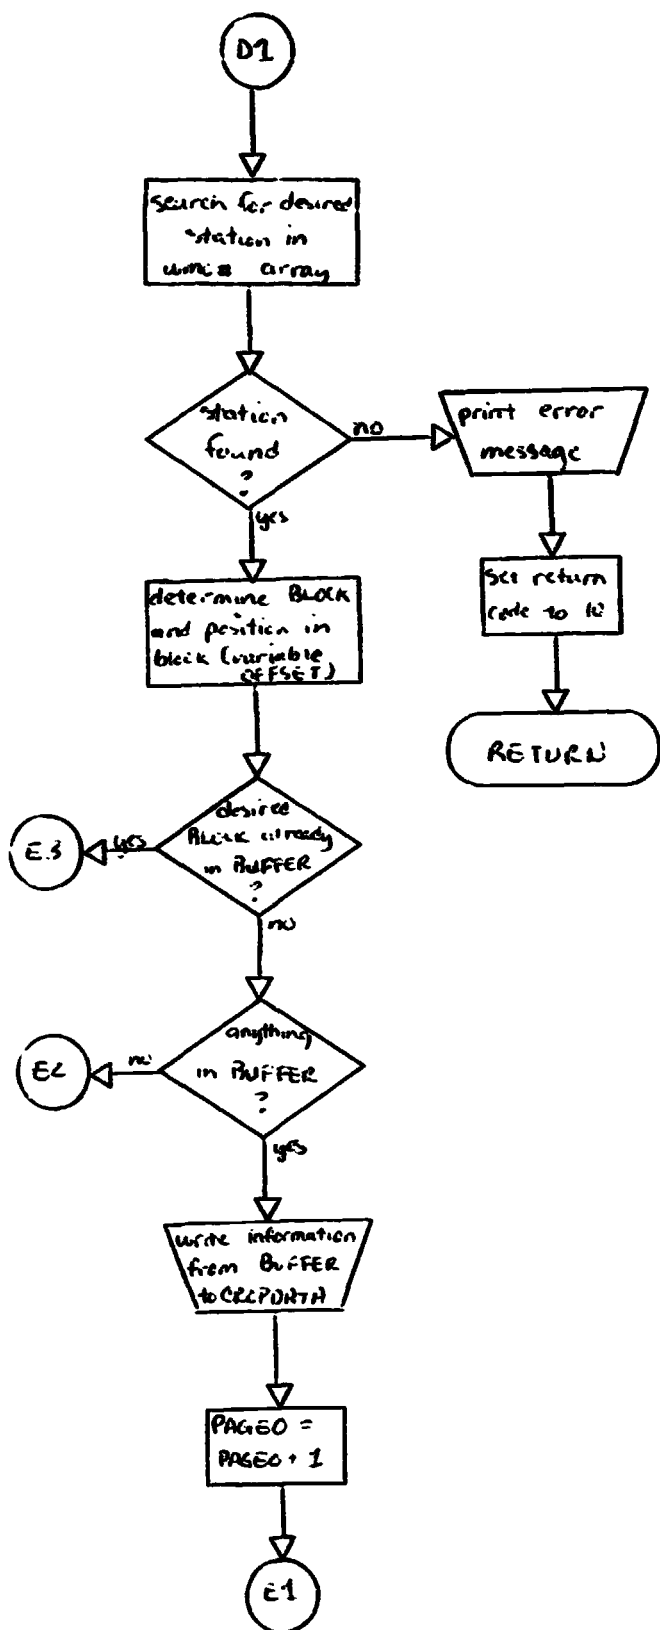 D1
search for desired
station in
array
station
found
?
no
yes
print error
message
set return
code to
RETURN
determine BLOCK
and position in
block (variable
OFFSET)
desired
BLOCK already
in BUFFER
?
yes
E3
no
anything
in BUFFER
?
no
E2
yes
write information
from BUFFER
to
PAGEO =
PAGEO + 1
E1